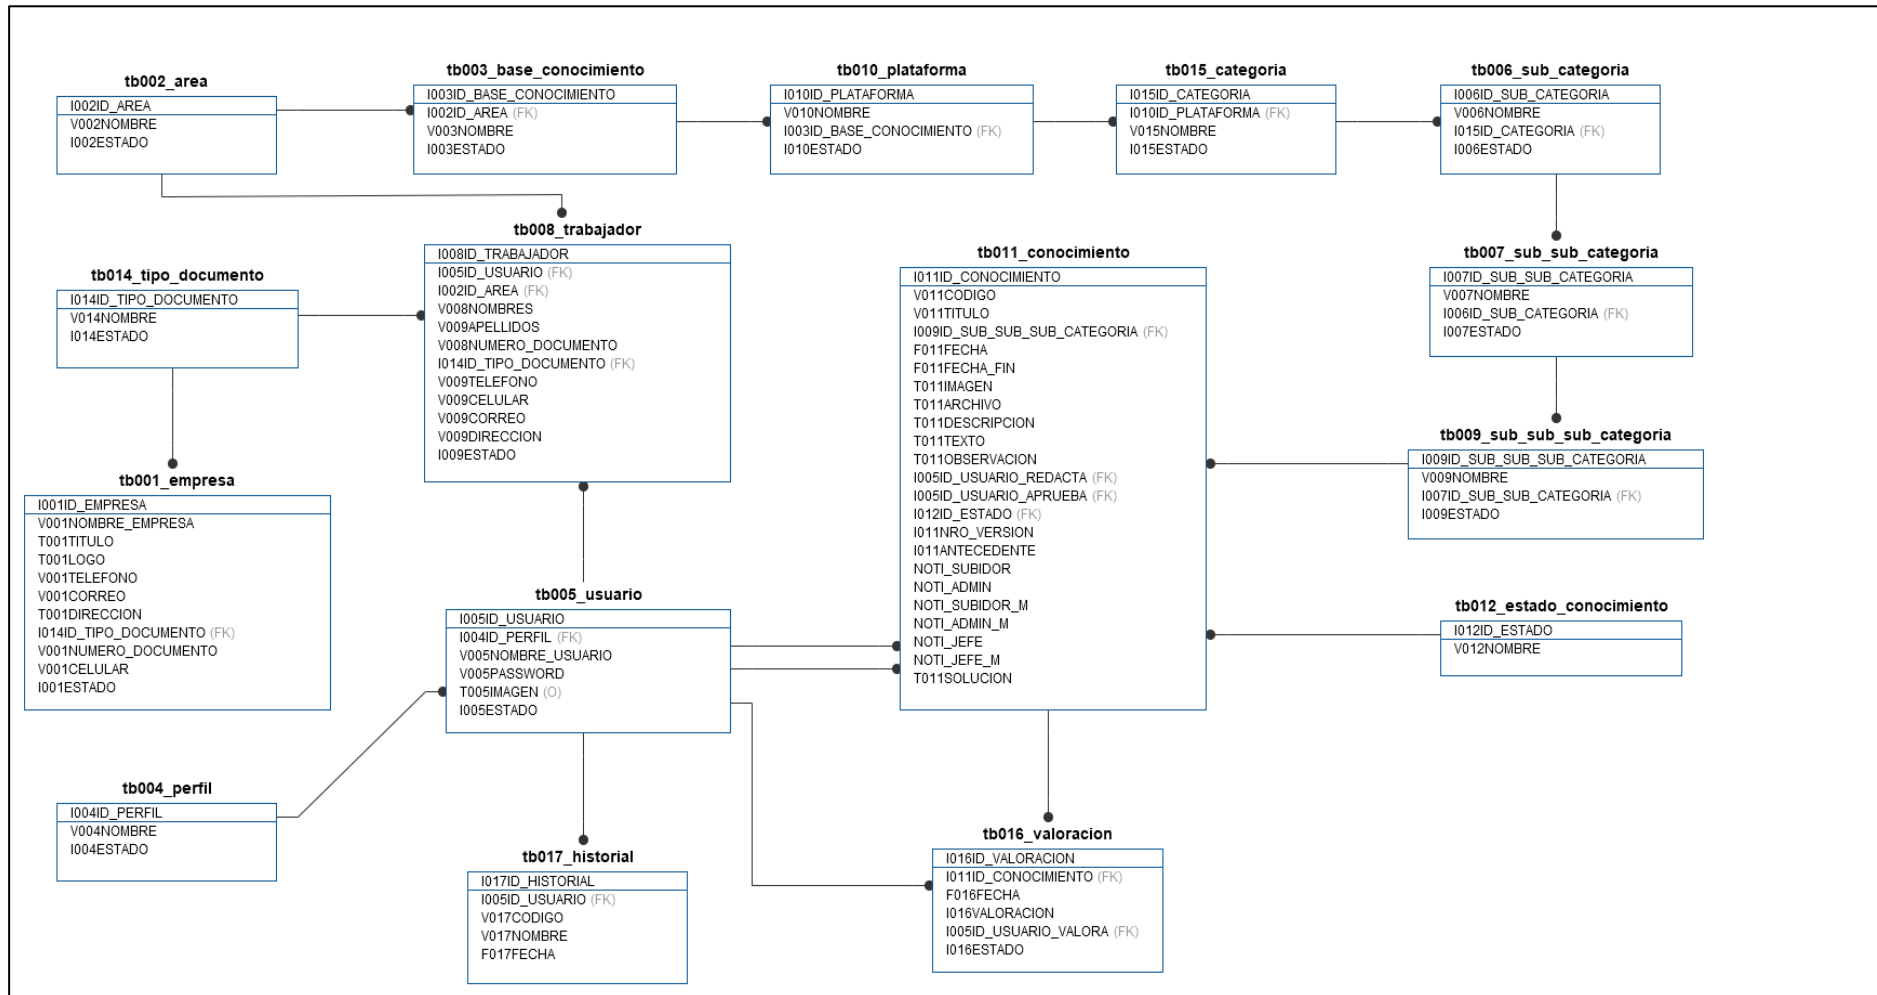 tb002_area
I002ID_AREA
V002NOMBRE
I002ESTADO
tb003_base_conocimiento
I003ID_BASE_CONOCIMIENTO
I002ID_AREA (FK)
V003NOMBRE
I003ESTADO
tb010_plataforma
I010ID_PLATAFORMA
V010NOMBRE
I003ID_BASE_CONOCIMIENTO (FK)
I010ESTADO
tb015_categoria
I015ID_CATEGORIA
I010ID_PLATAFORMA (FK)
V015NOMBRE
I015ESTADO
tb006_sub_categoria
I006ID_SUB_CATEGORIA
V006NOMBRE
I015ID_CATEGORIA (FK)
I006ESTADO
tb014_tipo_documento
I014ID_TIPO_DOCUMENTO
V014NOMBRE
I014ESTADO
tb008_trabajador
I008ID_TRABAJADOR
I005ID_USUARIO (FK)
I002ID_AREA (FK)
V008NOMBRES
V009APELLIDOS
V008NUMERO_DOCUMENTO
I014ID_TIPO_DOCUMENTO (FK)
V009TELEFONO
V009CELULAR
V009CORREO
V009DIRECCION
I009ESTADO
tb011_conocimiento
I011ID_CONOCIMIENTO
V011CODIGO
V011TITULO
I009ID_SUB_SUB_SUB_CATEGORIA (FK)
F011FECHA
F011FECHA_FIN
T011IMAGEN
T011ARCHIVO
T011DESCRIPCION
T011TEXTO
T011OBSERVACION
I005ID_USUARIO_REDACTA (FK)
I005ID_USUARIO_APRUEBA (FK)
I012ID_ESTADO (FK)
I011NRO_VERSION
I011ANTECEDENTE
NOTI_SUBIDOR
NOTI_ADMIN
NOTI_SUBIDOR_M
NOTI_ADMIN_M
NOTI_JEFE
NOTI_JEFE_M
T011SOLUCION
tb007_sub_sub_categoria
I007ID_SUB_SUB_CATEGORIA
V007NOMBRE
I006ID_SUB_CATEGORIA (FK)
I007ESTADO
tb009_sub_sub_sub_categoria
I009ID_SUB_SUB_SUB_CATEGORIA
V009NOMBRE
I007ID_SUB_SUB_CATEGORIA (FK)
I009ESTADO
tb001_empresa
I001ID_EMPRESA
V001NOMBRE_EMPRESA
T001TITULO
T001LOGO
V001TELEFONO
V001CORREO
T001DIRECCION
I014ID_TIPO_DOCUMENTO (FK)
V001NUMERO_DOCUMENTO
V001CELULAR
I001ESTADO
tb005_usuario
I005ID_USUARIO
I004ID_PERFIL (FK)
V005NOMBRE_USUARIO
V005PASSWORD
T005IMAGEN (O)
I005ESTADO
tb012_estado_conocimiento
I012ID_ESTADO
V012NOMBRE
tb004_perfil
I004ID_PERFIL
V004NOMBRE
I004ESTADO
tb017_historial
I017ID_HISTORIAL
I005ID_USUARIO (FK)
V017CODIGO
V017NOMBRE
F017FECHA
tb016_valoracion
I016ID_VALORACION
I011ID_CONOCIMIENTO (FK)
F016FECHA
I016VALORACION
I005ID_USUARIO_VALORA (FK)
I016ESTADO